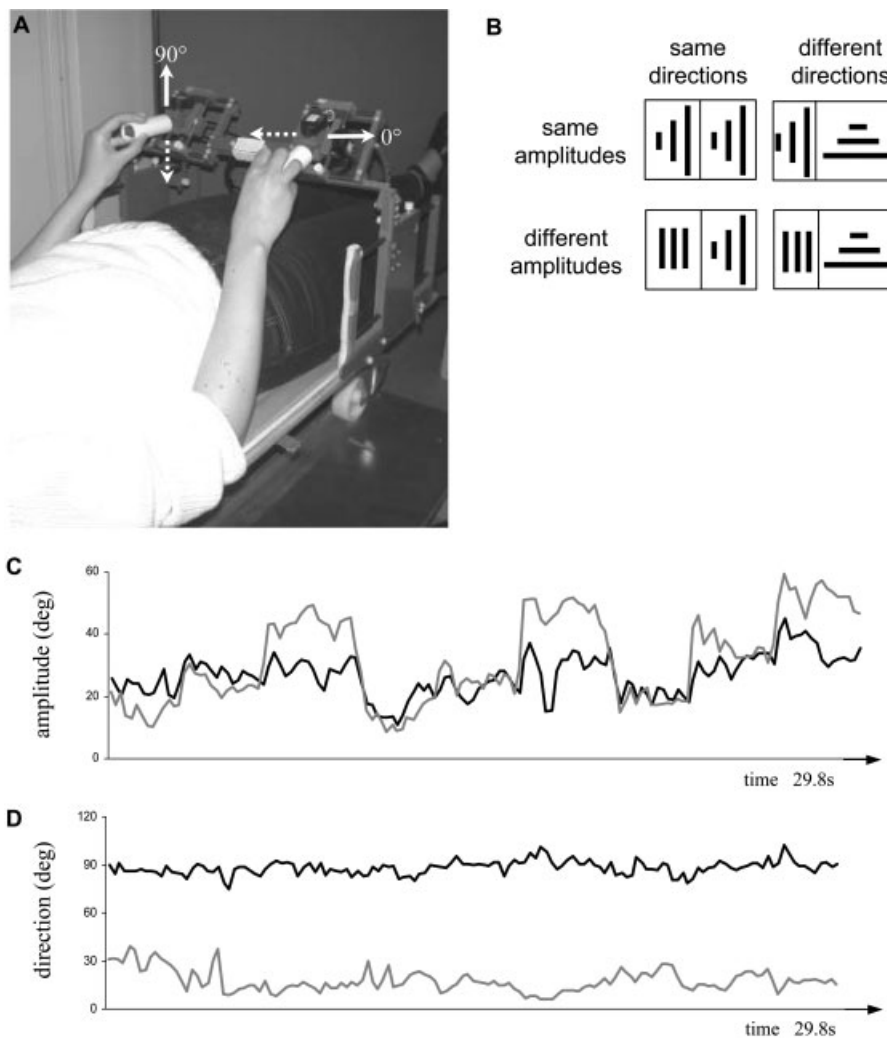 A
90°
0°
B
same
directions
different
directions
same
amplitudes
different
amplitudes
C
amplitude (deg)
60
40
20
0
time 29.8s
D
direction (deg)
120
90
60
30
0
time 29.8s